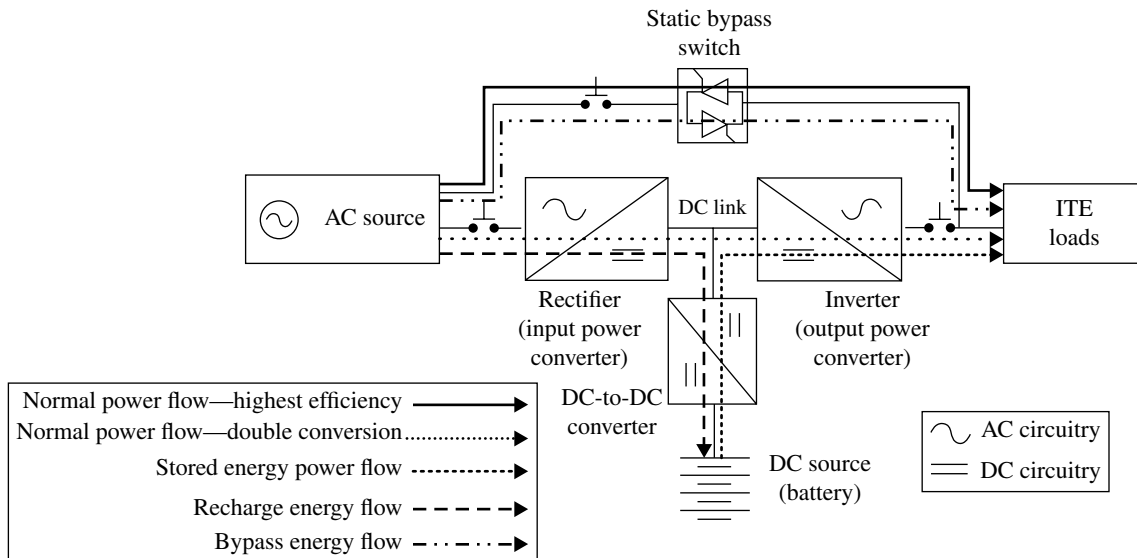 Static bypass
switch
AC source
DC link
ITE
loads
Rectifier
(input power
converter)
Inverter
(output power
converter)
DC-to-DC
converter
DC source
(battery)
Normal power flow—highest efficiency
Normal power flow—double conversion
Stored energy power flow
Recharge energy flow
Bypass energy flow
AC circuitry
DC circuitry